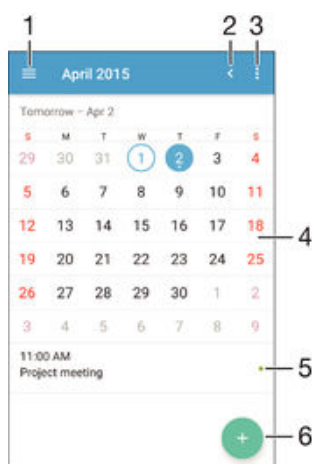 1 2 3
April 2015
Tomorrow – Apr 2
S M T W T F S
29 30 31 1 2 3 4
5 6 7 8 9 10 11
12 13 14 15 16 17 18
4
19 20 21 22 23 24 25
26 27 28 29 30 1 2
3 4 5 6 7 8 9
11:00 AM
Project meeting
5
6